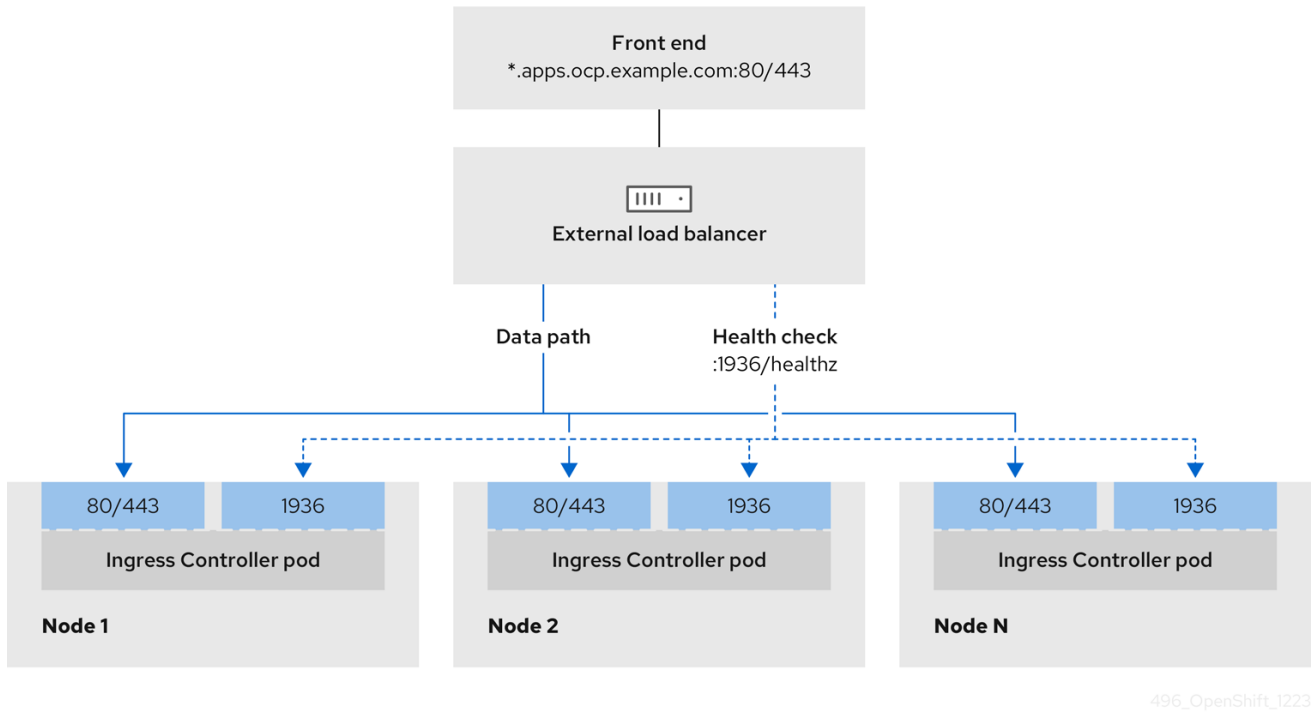 Front end
*.apps.ocp.example.com:80/443
External load balancer
Data path
Health check
:1936/healthz
80/443
1936
80/443
1936
80/443
1936
Ingress Controller pod
Ingress Controller pod
Ingress Controller pod
Node 1
Node 2
Node N
496_OpenShift_1223